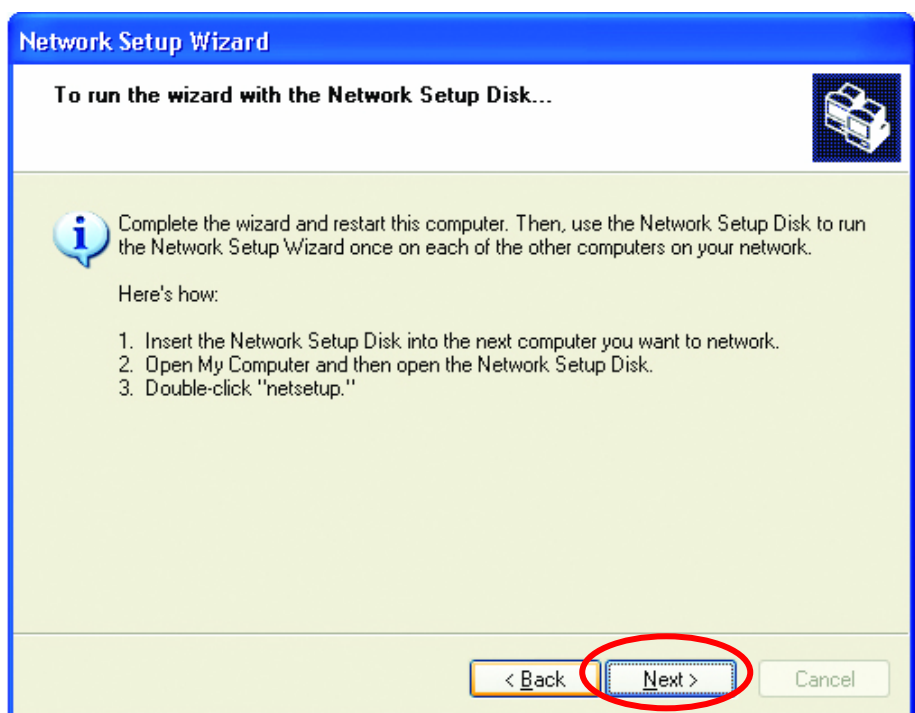 Network Setup Wizard
To run the wizard with the Network Setup Disk...
Complete the wizard and restart this computer. Then, use the Network Setup Disk to run
the Network Setup Wizard once on each of the other computers on your network.
Here's how:
1. Insert the Network Setup Disk into the next computer you want to network.
2. Open My Computer and then open the Network Setup Disk.
3. Double-click "netsetup."
< Back
Next >
Cancel